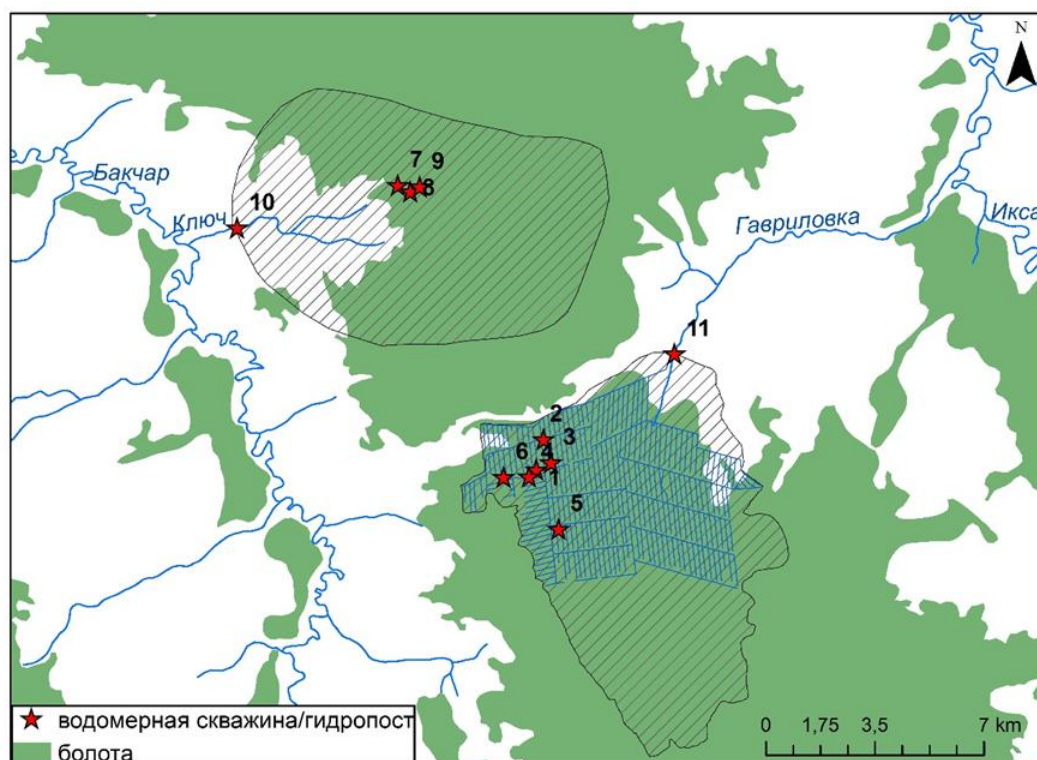 N
7 9
8
Бакчар
Ключ
10
Гавриловка
Икса
11
2
3
6 4
1
5
водомерная скважина/гидропост
болота
0 1,75 3,5 7 km